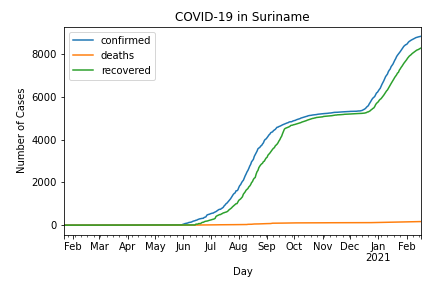 COVID-19 in Suriname
confirmed
deaths
recovered
Number of Cases
8000
6000
4000
2000
0
Feb Mar Apr May Jun Jul Aug Sep Oct Nov Dec Jan Feb
2021
Day